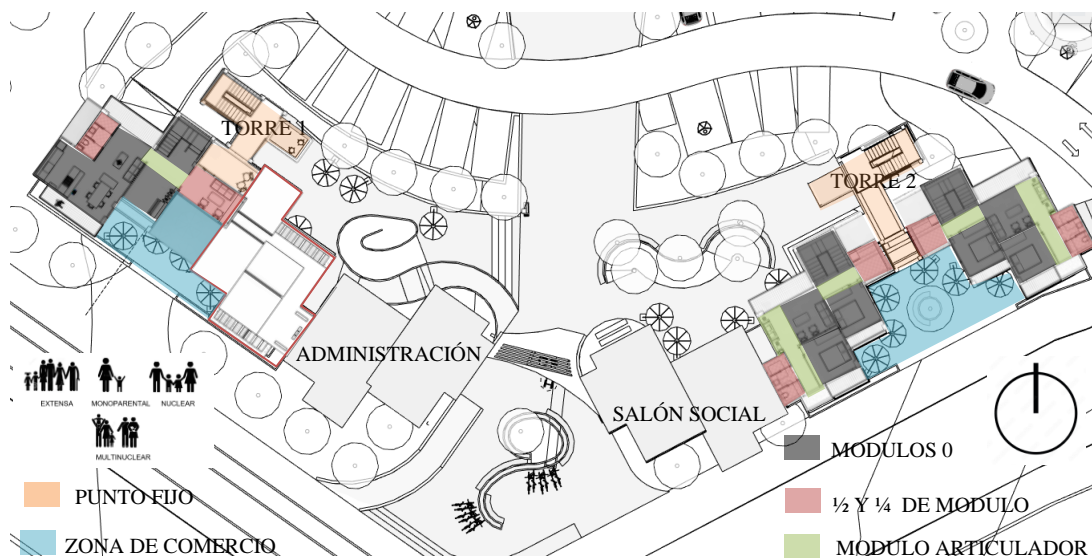 TORRE 1
TORRE 2
ADMINISTRACIÓN
SALÓN SOCIAL
EXTENSA
MONOPARENTAL
NUCLEAR
MULTINUCLEAR
PUNTO FIJO
ZONA DE COMERCIO
MODULOS 0
½ Y ¼ DE MODULO
MODULO ARTICULADOR